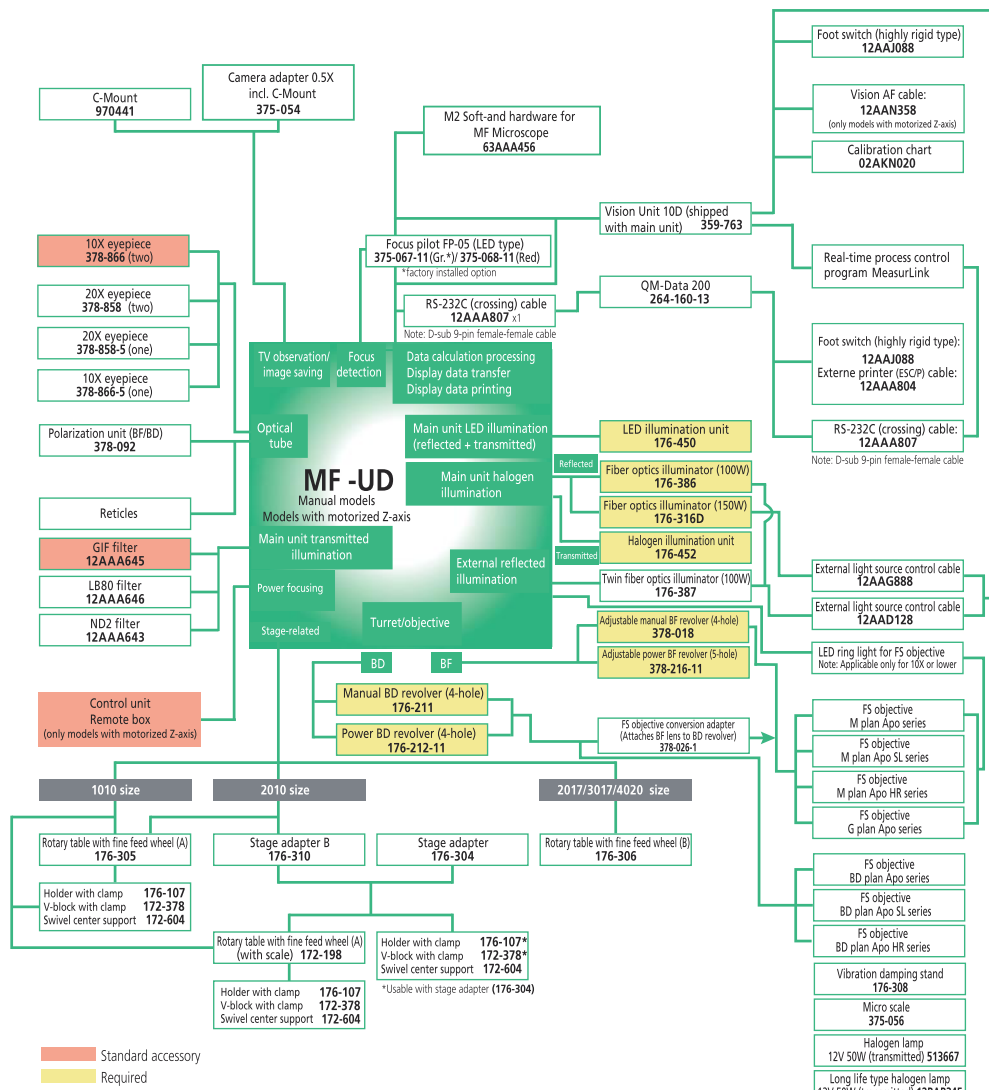 Foot switch (highly rigid type)
12AAJ088
Camera adapter 0.5X
incl. C-Mount
375-054
C-Mount
970441
Vision AF cable:
12AAN358
(only models with motorized Z-axis)
M2 Soft-and hardware for
MF Microscope
63AAA456
Calibration chart
02AKN020
Vision Unit 10D (shipped
with main unit) 359-763
10X eyepiece
378-866 (two)
Focus pilot FP-05 (LED type)
375-067-11(Gr.*)/ 375-068-11(Red)
*factory installed option
Real-time process control
program MeasurLink
20X eyepiece
378-858 (two)
RS-232C (crossing) cable
12AAA807 x1
Note: D-sub 9-pin female-female cable
QM-Data 200
264-160-13
20X eyepiece
378-858-5 (one)
10X eyepiece
378-866-5 (one)
Foot switch (highly rigid type):
12AAJ088
Externe printer (ESC/P) cable:
12AAA804
TV observation/
image saving
Focus
detection
Data calculation processing
Display data transfer
Display data printing
Polarization unit (BF/BD)
378-092
Optical
tube
Main unit LED illumination
(reflected + transmitted)
LED illumination unit
176-450
RS-232C (crossing) cable:
12AAA807
Note: D-sub 9-pin female-female cable
Reflected
Fiber optics illuminator (100W)
176-386
MF -UD
Manual models
Models with motorized Z-axis
Main unit halogen
illumination
Reticles
Fiber optics illuminator (150W)
176-316D
GIF filter
12AAA645
Main unit transmitted
illumination
Halogen illumination unit
176-452
Transmitted
LB80 filter
12AAA646
Power focusing
External reflected
illumination
Twin fiber optics illuminator (100W)
176-387
External light source control cable
12AAG888
External light source control cable
12AAD128
ND2 filter
12AAA643
Stage-related
Turret/objective
Adjustable manual BF revolver (4-hole)
378-018
Adjustable power BF revolver (5-hole)
378-216-11
LED ring light for FS objective
Note: Applicable only for 10X or lower
BD
BF
Control unit
Remote box
(only models with motorized Z-axis)
Manual BD revolver (4-hole)
176-211
Power BD revolver (4-hole)
176-212-11
FS objective conversion adapter
(Attaches BF lens to BD revolver)
378-026-1
FS objective
M plan Apo series
FS objective
M plan Apo SL series
FS objective
M plan Apo HR series
FS objective
G plan Apo series
1010 size
2010 size
2017/3017/4020 size
Rotary table with fine feed wheel (A)
176-305
Stage adapter B
176-310
Stage adapter
176-304
Rotary table with fine feed wheel (B)
176-306
FS objective
BD plan Apo series
FS objective
BD plan Apo SL series
FS objective
BD plan Apo HR series
Holder with clamp 176-107
V-block with clamp 172-378
Swivel center support 172-604
Rotary table with fine feed wheel (A)
(with scale) 172-198
Holder with clamp 176-107*
V-block with clamp 172-378*
Swivel center support 172-604
*Usable with stage adapter (176-304)
Holder with clamp 176-107
V-block with clamp 172-378
Swivel center support 172-604
Vibration damping stand
176-308
Micro scale
375-056
Halogen lamp
12V 50W (transmitted) 513667
Long life type halogen lamp
Standard accessory
Required